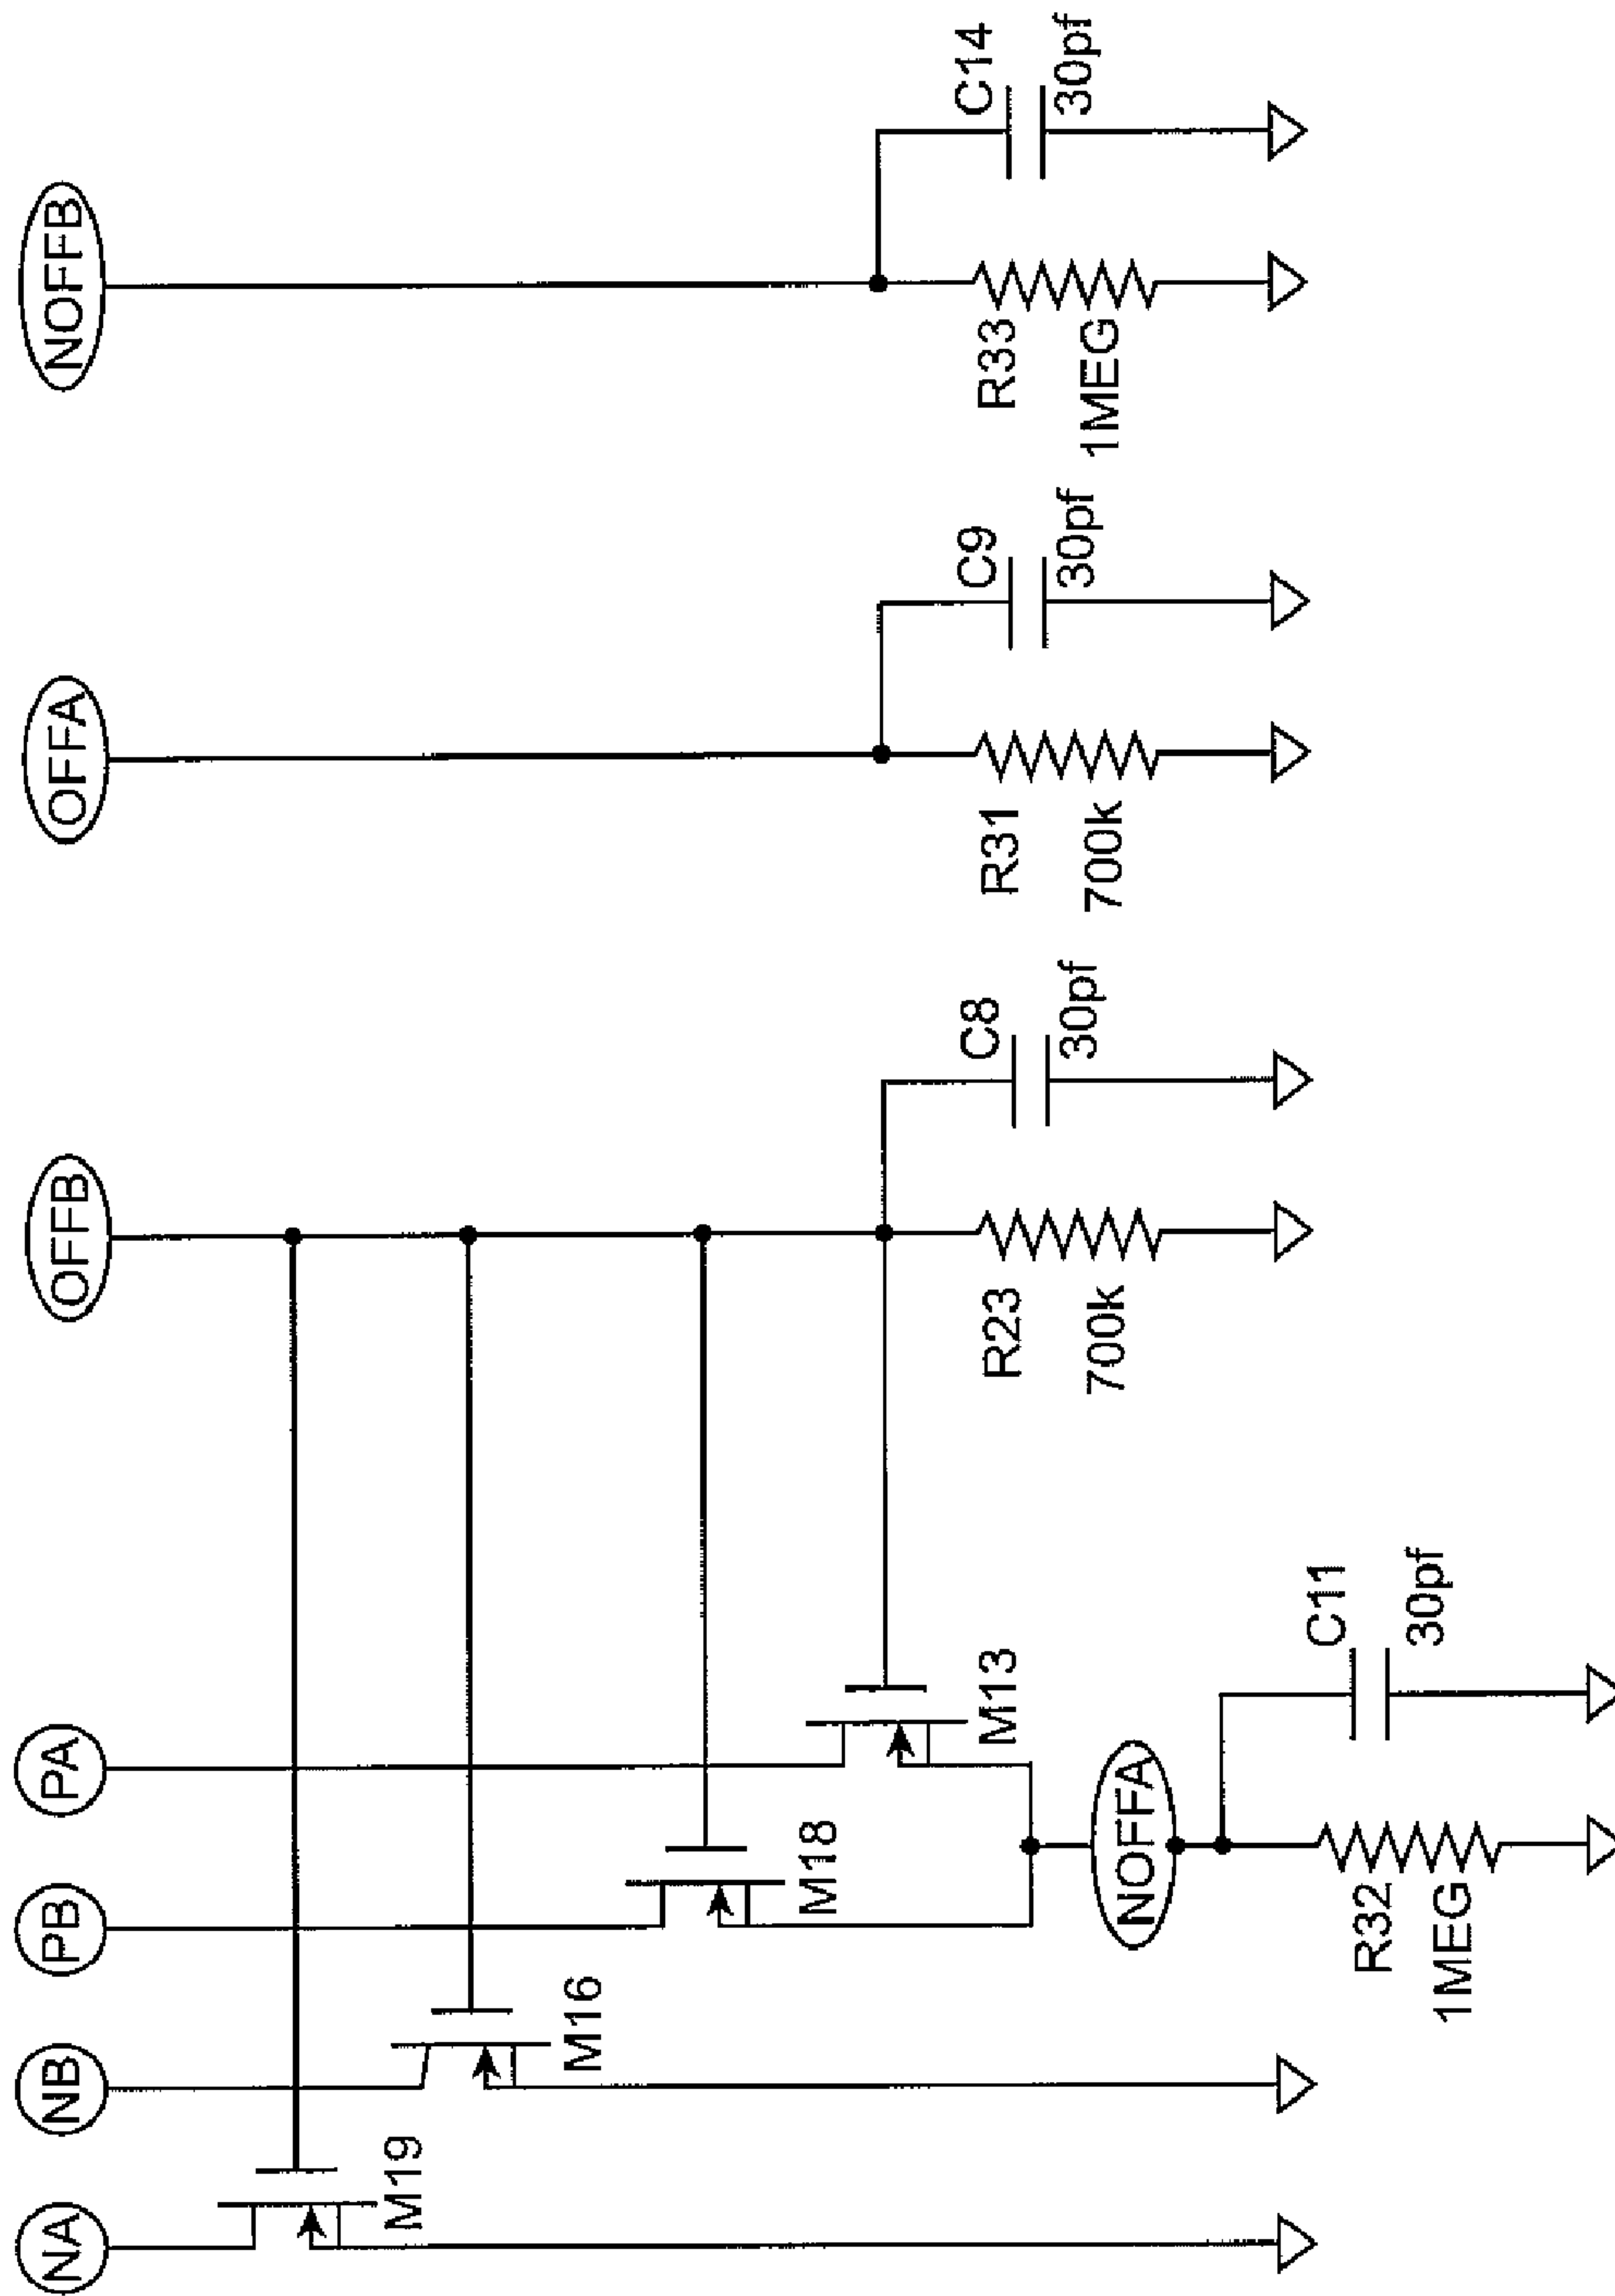 NA
NB
PB
PA
OFFB
OFFA
NOFFB
M19
M16
M18
M13
NOFFA
R32
1MEG
C11
30pf
R23
700k
C8
30pf
R31
700k
C9
30pf
R33
1MEG
C14
30pf